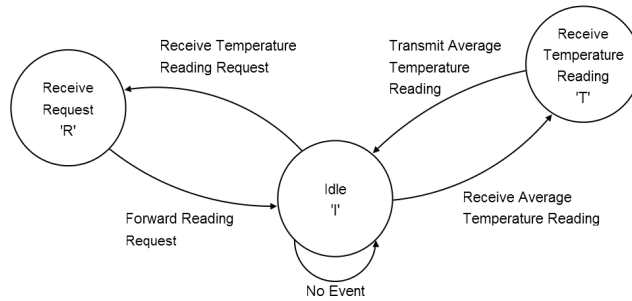 Receive Temperature
Reading Request
Transmit Average
Temperature
Reading
Receive
Temperature
Reading
'T'
Receive
Request
'R'
Idle
'I'
Forward Reading
Request
Receive Average
Temperature Reading
No Event